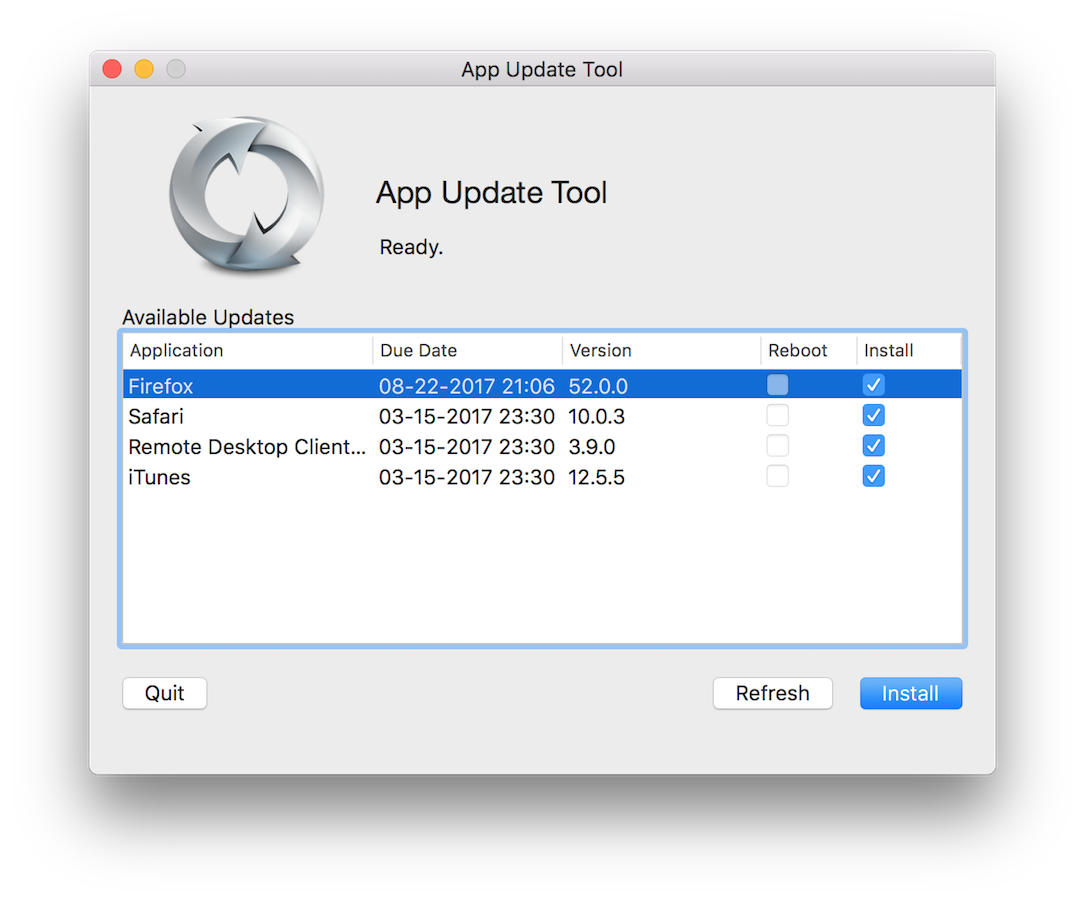 App Update Tool
App Update Tool
Ready.
Available Updates
Application Due Date Version Reboot Install
Firefox 08-22-2017 21:06 52.0.0
Safari 03-15-2017 23:30 10.0.3
Remote Desktop Client... 03-15-2017 23:30 3.9.0
iTunes 03-15-2017 23:30 12.5.5
Quit Refresh Install